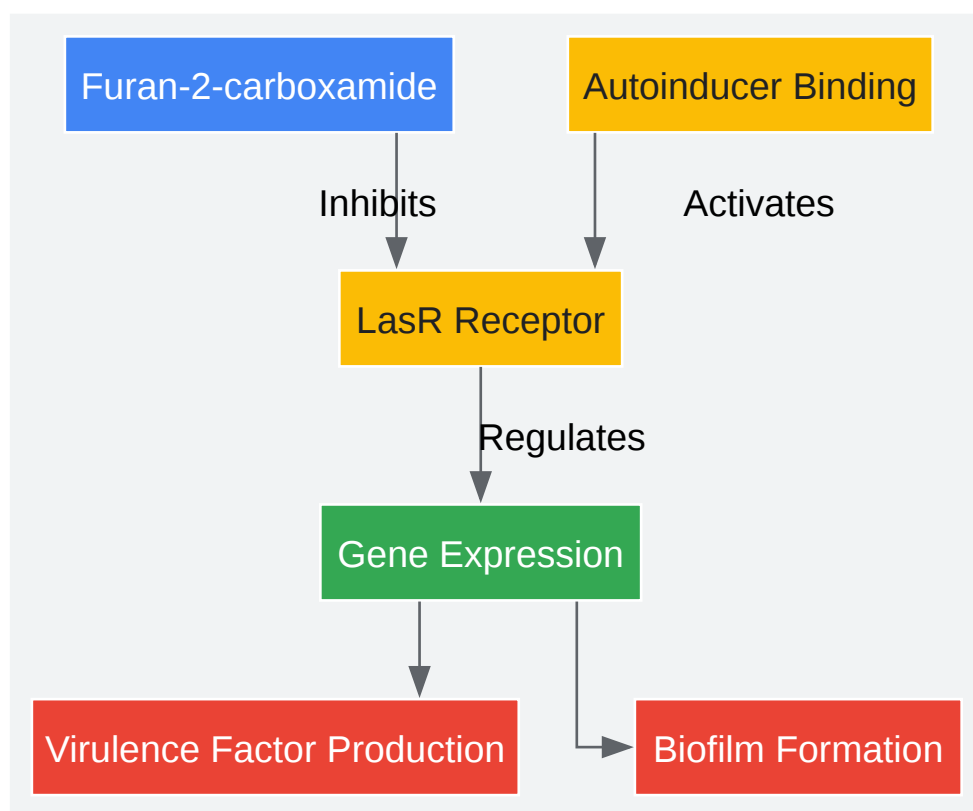 Furan-2-carboxamide
Autoinducer Binding
Inhibits
Activates
LasR Receptor
Regulates
Gene Expression
Virulence Factor Production
Biofilm Formation